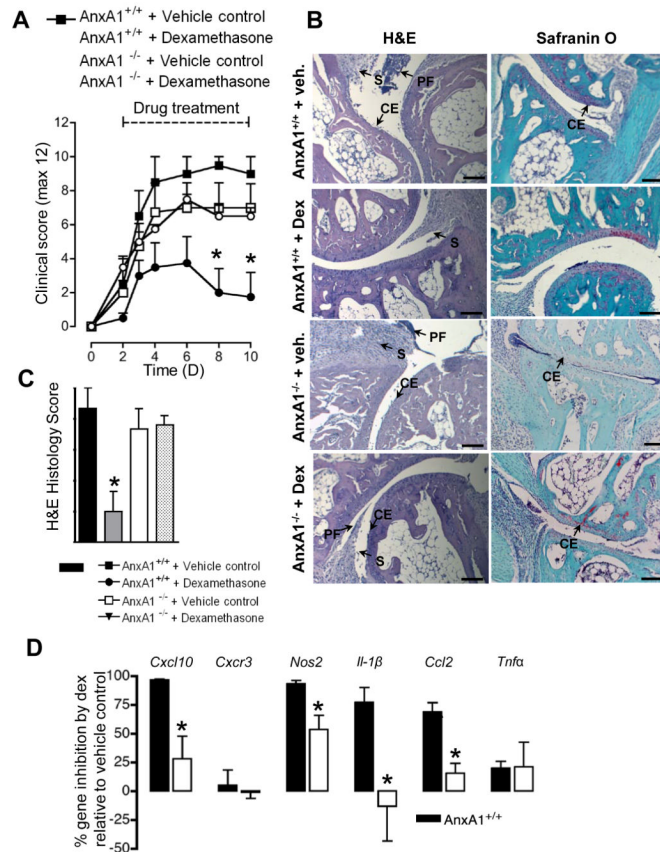 A
AnxA1+/+ + Vehicle control
AnxA1+/+ + Dexamethasone
AnxA1 -/- + Vehicle control
AnxA1 -/- + Dexamethasone
Drug treatment
Clinical score (max 12)
12
10
8
6
4
2
0
*
*
0 2 4 6 8 10
Time (D)
B
H&E
Safranin O
AnxA1+/+ + veh.
S
PF
CE
CE
AnxA1+/+ + Dex
S
AnxA1-/- + veh.
PF
S
CE
CE
AnxA1-/- + Dex
PF
CE
S
CE
C
H&E Histology Score
*
AnxA1+/+ + Vehicle control
AnxA1+/+ + Dexamethasone
AnxA1 -/- + Vehicle control
AnxA1 -/- + Dexamethasone
D
Cxcl10 Cxcr3 Nos2 Il-1β Ccl2 Tnfα
% gene inhibition by dex
relative to vehicle control
100
75
50
25
0
-25
-50
*
*
*
*
AnxA1+/+